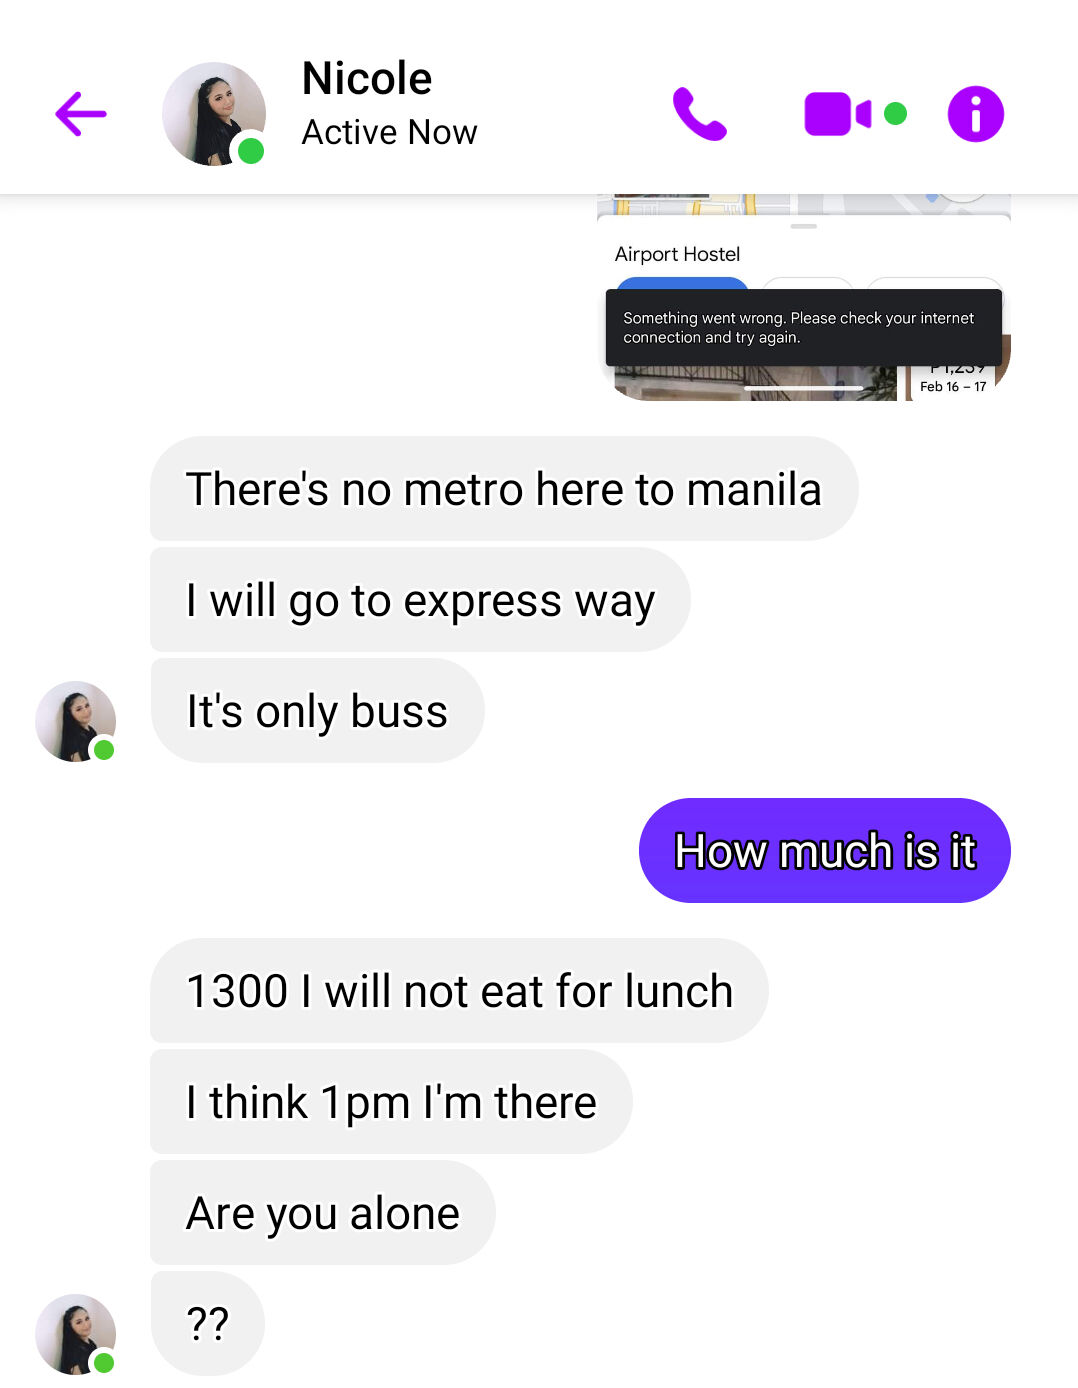 Nicole
Active Now
Airport Hostel
Something went wrong. Please check your internet
connection and try again.
₱1,239
Feb 16 – 17
There's no metro here to manila
I will go to express way
It's only buss
How much is it
1300 I will not eat for lunch
I think 1pm I'm there
Are you alone
??